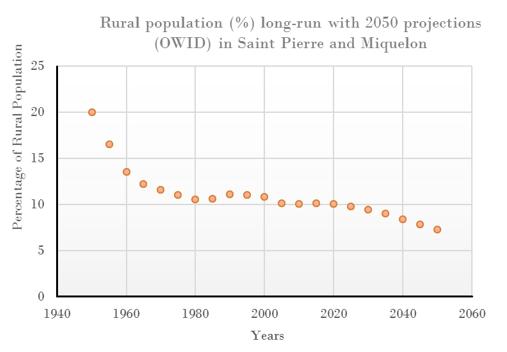 Rural population (%) long-run with 2050 projections
(OWID) in Saint Pierre and Miquelon
Percentage of Rural Population
25
20
15
10
5
0
1940 1960 1980 2000 2020 2040 2060
Years